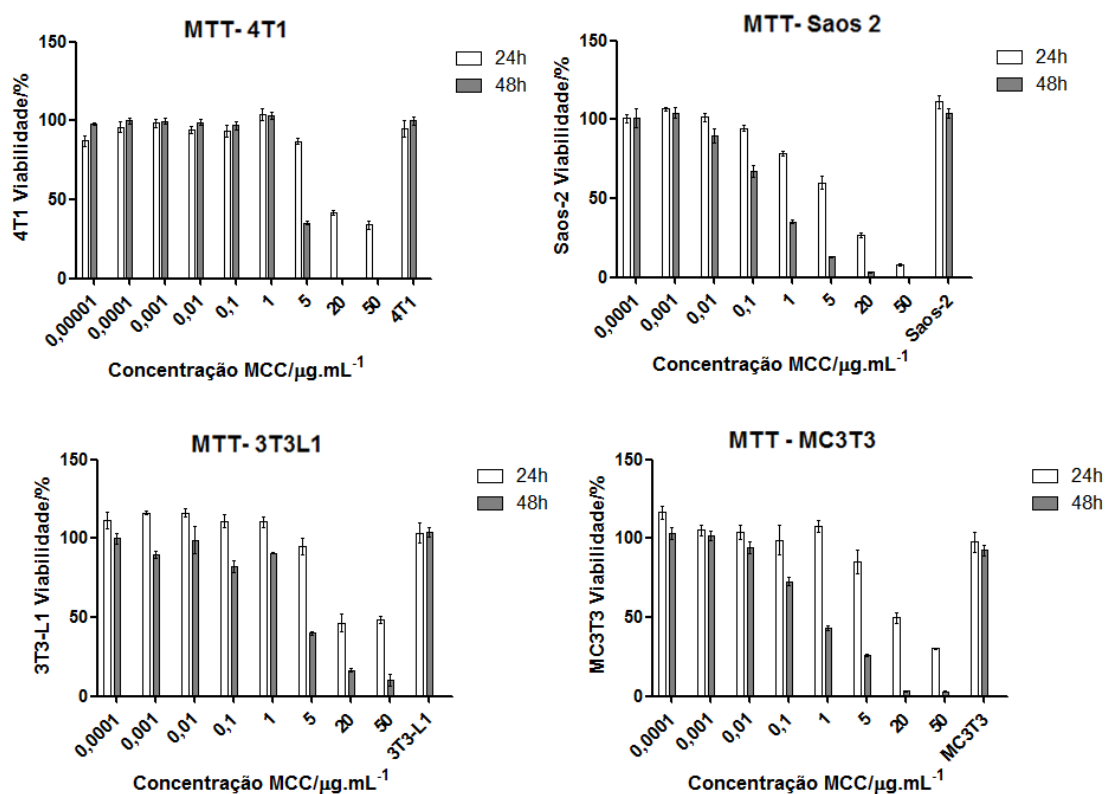 MTT- 4T1
24h
48h
4T1 Viabilidade/%
150
100
50
0
0,00001
0,0001
0,001
0,01
0,1
1
5
20
50
4T1
Concentração MCC/μg.mL⁻¹
MTT- Saos 2
24h
48h
Saos-2 Viabilidade/%
150
100
50
0
0,0001
0,001
0,01
0,1
1
5
20
50
Saos-2
Concentração MCC/μg.mL⁻¹
MTT- 3T3L1
24h
48h
3T3-L1 Viabilidade/%
150
100
50
0
0,0001
0,001
0,01
0,1
1
5
20
50
3T3-L1
Concentração MCC/μg.mL⁻¹
MTT - MC3T3
24h
48h
MC3T3 Viabilidade/%
150
100
50
0
0,0001
0,001
0,01
0,1
1
5
20
50
MC3T3
Concentração MCC/μg.mL⁻¹